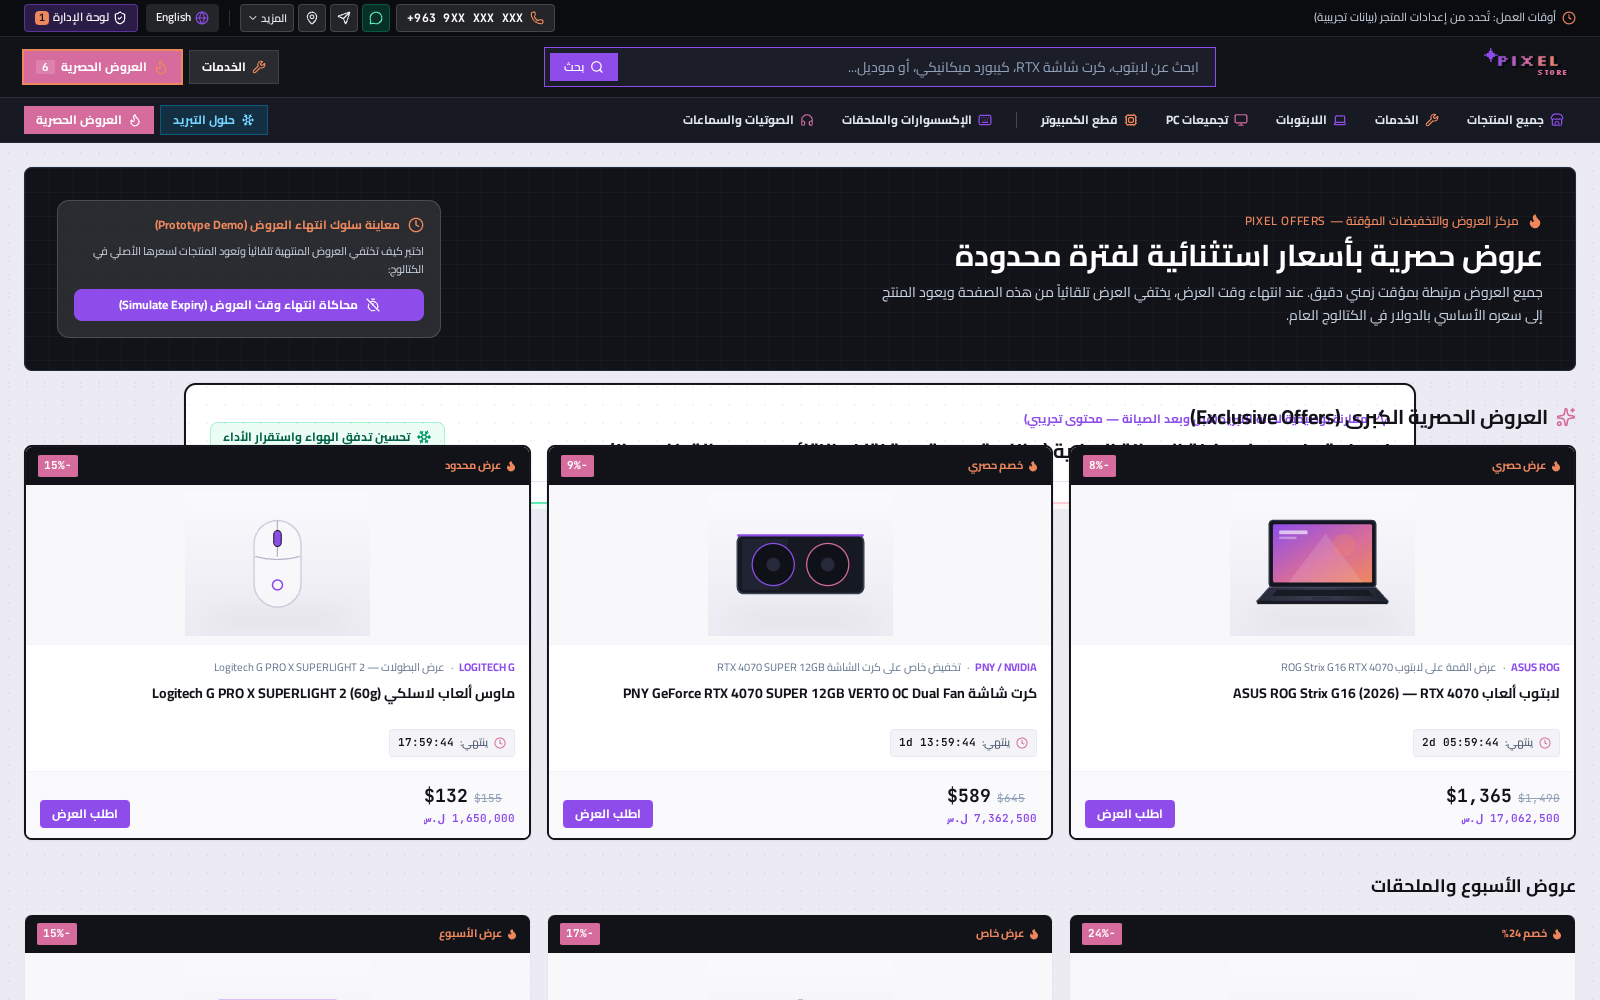 أوقات العمل: تُحدد من إعدادات المتجر (بيانات تجريبية)
+963 9XX XXX XXX
المزيد
English
لوحة الإدارة 1
PIXEL STORE
ابحث عن لابتوب، كرت شاشة RTX، كيبورد ميكانيكي، أو موديل...
بحث
الخدمات
العروض الحصرية 6
جميع المنتجات
الخدمات
اللابتوبات
تجميعات PC
قطع الكمبيوتر
الإكسسوارات والملحقات
الصوتيات والسماعات
حلول التبريد
العروض الحصرية
مركز العروض والتخفيضات المؤقتة — PIXEL OFFERS
عروض حصرية بأسعار استثنائية لفترة محدودة
جميع العروض مرتبطة بمؤقت زمني دقيق. عند انتهاء وقت العرض، يختفي العرض تلقائياً من هذه الصفحة ويعود المنتج
إلى سعره الأساسي بالدولار في الكتالوج العام.
معاينة سلوك انتهاء العروض (Prototype Demo)
اختبر كيف تختفي العروض المنتهية تلقائياً وتعود المنتجات لسعرها الأصلي في
الكتالوج:
محاكاة انتهاء وقت العروض (Simulate Expiry)
العروض الحصرية الكبرى (Exclusive Offers)
وبعد الصيانة — محتوى تجريبي)
تحسين تدفق الهواء واستقرار الأداء
عرض حصري
-8%
ASUS ROG · عرض القمة على لابتوب ROG Strix G16 RTX 4070
لابتوب ألعاب ASUS ROG Strix G16 (2026) — RTX 4070
ينتهي: 2d 05:59:44
$1,490 $1,365
17,062,500 ل.س
اطلب العرض
خصم حصري
-9%
PNY / NVIDIA · تخفيض خاص على كرت الشاشة RTX 4070 SUPER 12GB
كرت شاشة PNY GeForce RTX 4070 SUPER 12GB VERTO OC Dual Fan
ينتهي: 1d 13:59:44
$645 $589
7,362,500 ل.س
اطلب العرض
عرض محدود
-15%
LOGITECH G · عرض البطولات — Logitech G PRO X SUPERLIGHT 2
ماوس ألعاب لاسلكي Logitech G PRO X SUPERLIGHT 2 (60g)
ينتهي: 17:59:44
$155 $132
1,650,000 ل.س
اطلب العرض
عروض الأسبوع والملحقات
خصم 24%
-24%
عرض خاص
-17%
عرض الأسبوع
-15%